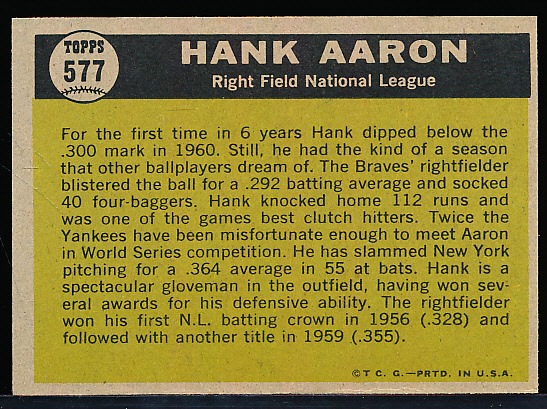 TOPPS
577
HANK AARON
Right Field National League
For the first time in 6 years Hank dipped below the
.300 mark in 1960. Still, he had the kind of a season
that other ballplayers dream of. The Braves' rightfielder
blistered the ball for a .292 batting average and socked
40 four-baggers. Hank knocked home 112 runs and
was one of the games best clutch hitters. Twice the
Yankees have been misfortunate enough to meet Aaron
in World Series competition. He has slammed New York
pitching for a .364 average in 55 at bats. Hank is a
spectacular gloveman in the outfield, having won sev-
eral awards for his defensive ability. The rightfielder
won his first N.L. batting crown in 1956 (.328) and
followed with another title in 1959 (.355).
©T. C. G.—PRTD. IN U.S.A.